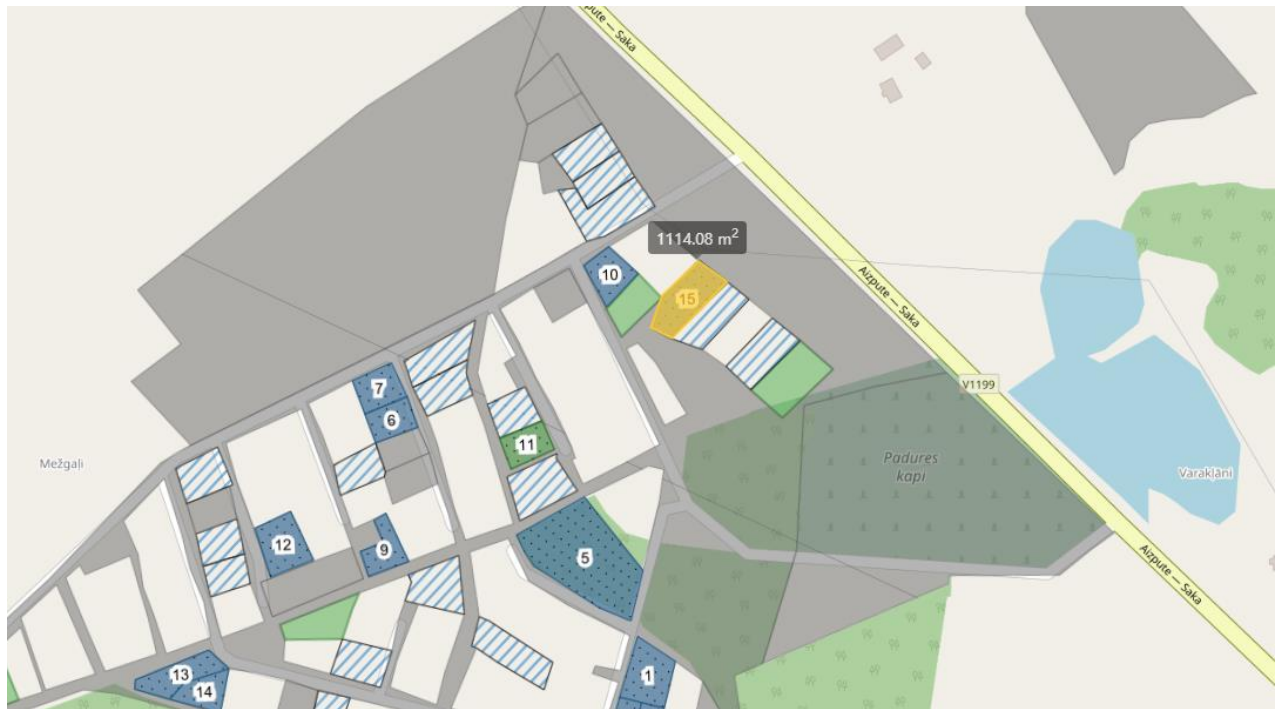 Aizpute — Saka
1114.08 m²
10
15
Aizpute — Saka
V1199
7
6
11
Mežgaļi
Padures
kapi
Varakļāni
12
9
5
Aizpute — Saka
13
14
1